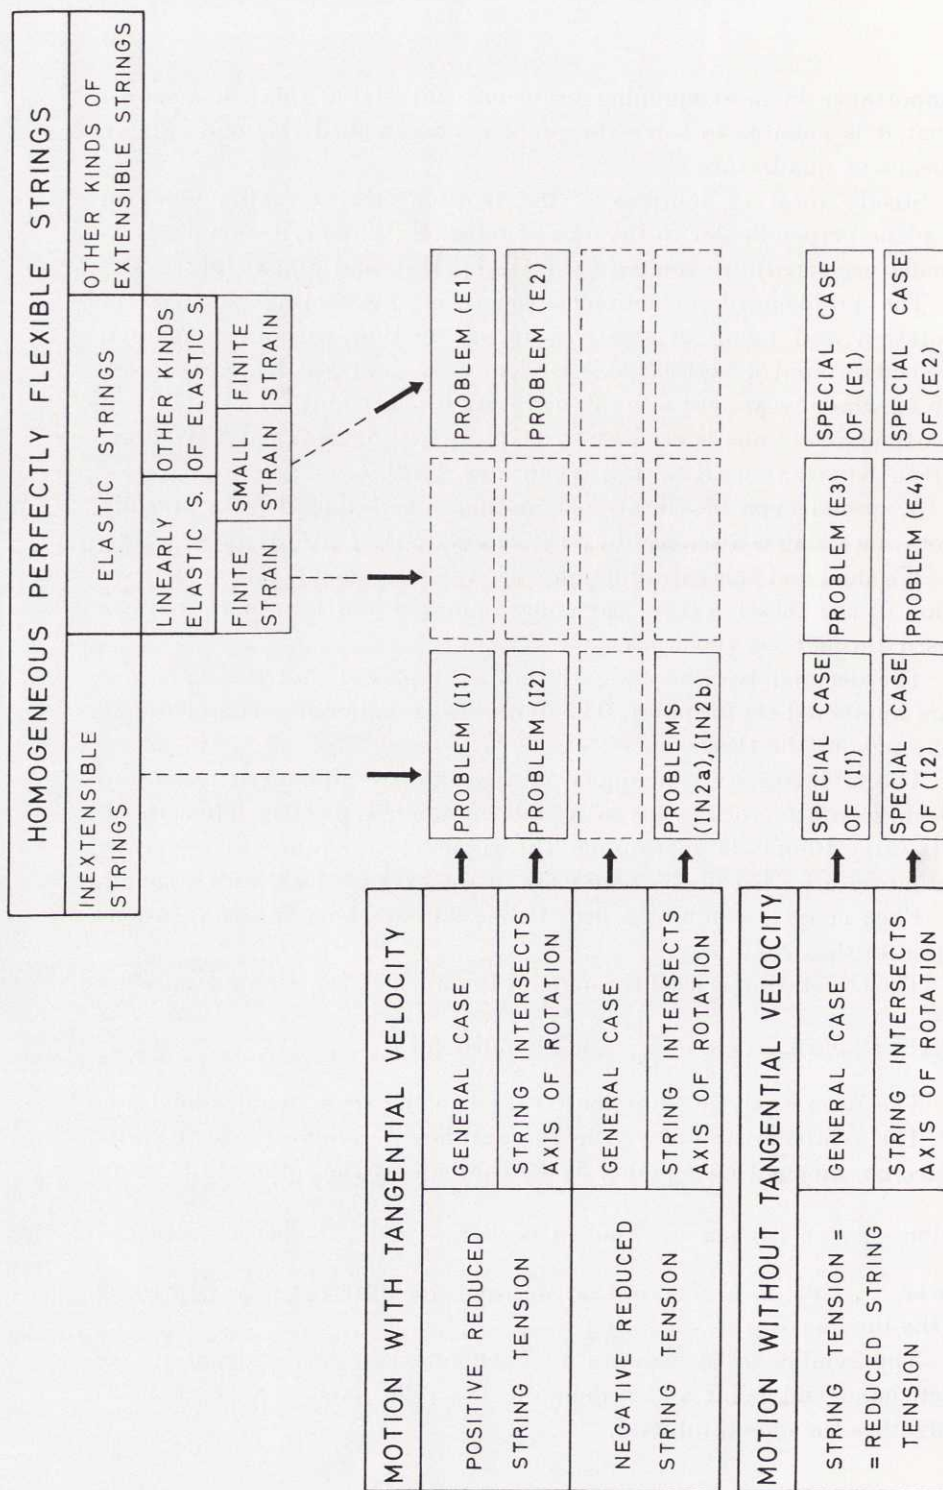 HOMOGENEOUS PERFECTLY FLEXIBLE STRINGS
INEXTENSIBLE
STRINGS
ELASTIC STRINGS
OTHER KINDS OF
EXTENSIBLE STRINGS
LINEARLY
ELASTIC S.
OTHER KINDS
OF ELASTIC S.
FINITE
STRAIN
SMALL
STRAIN
FINITE
STRAIN
MOTION WITH TANGENTIAL VELOCITY
POSITIVE REDUCED
STRING TENSION
GENERAL CASE
PROBLEM (I1)
PROBLEM (E1)
STRING INTERSECTS
AXIS OF ROTATION
PROBLEM (I2)
PROBLEM (E2)
NEGATIVE REDUCED
STRING TENSION
GENERAL CASE
STRING INTERSECTS
AXIS OF ROTATION
PROBLEMS
(N2a),(N2b)
MOTION WITHOUT TANGENTIAL VELOCITY
STRING TENSION =
= REDUCED STRING
TENSION
GENERAL CASE
SPECIAL CASE
OF (I1)
PROBLEM (E3)
SPECIAL CASE
OF (E1)
STRING INTERSECTS
AXIS OF ROTATION
SPECIAL CASE
OF (I2)
PROBLEM (E4)
SPECIAL CASE
OF (E2)